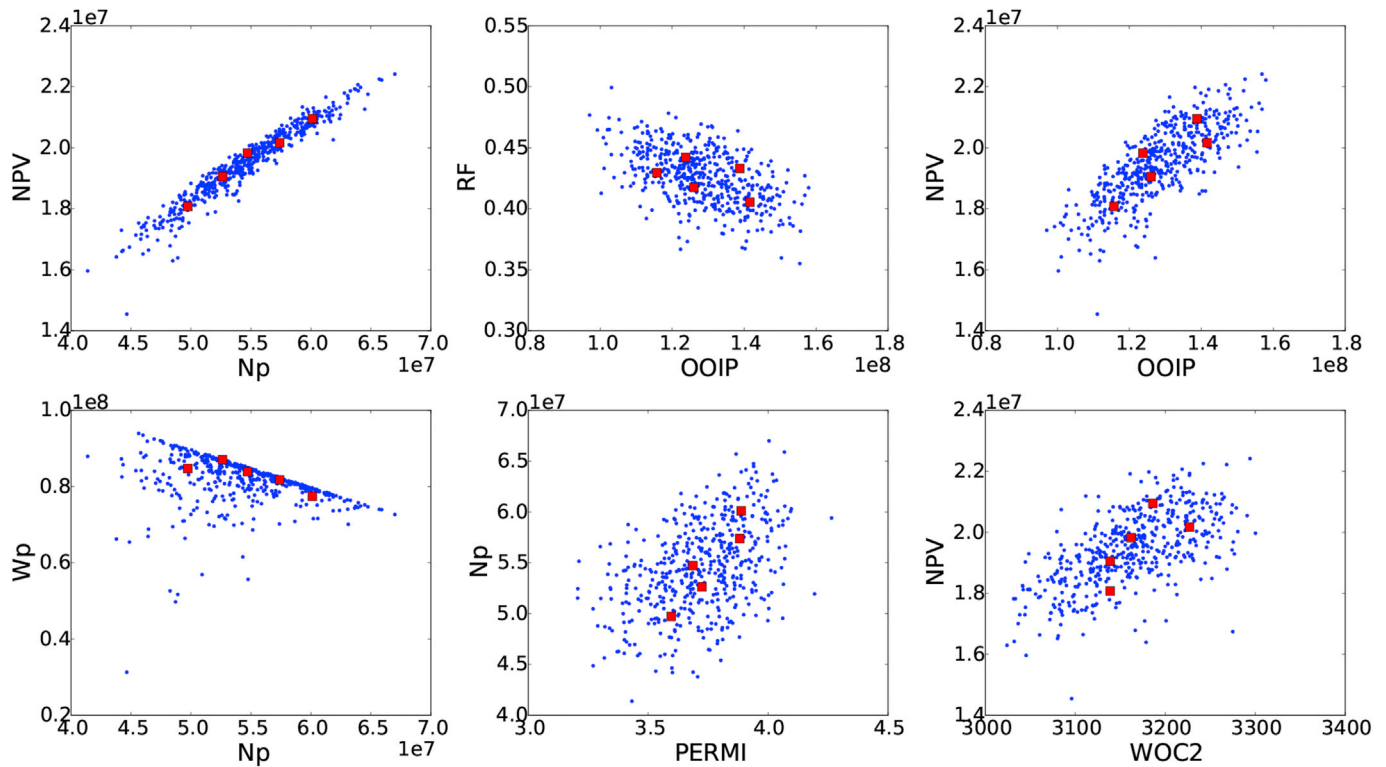 2.4 1e7 0.55 2.4 1e7
2.2 0.50 2.2
2.0 0.45 2.0
NPV RF NPV
1.8 0.40 1.8
1.6 0.35 1.6
1.4 0.30 1.4
4.0 4.5 5.0 5.5 6.0 6.5 7.0 0.8 1.0 1.2 1.4 1.6 1.8 0.8 1.0 1.2 1.4 1.6 1.8
Np 1e7 OOIP 1e8 OOIP 1e8
1.0 1e8 7.0 1e7 2.4 1e7
6.5 2.2
0.8 6.0 2.0
Wp Np NPV
0.6 5.5 1.8
5.0
0.4 4.5 1.6
0.2 4.0 1.4
4.0 4.5 5.0 5.5 6.0 6.5 7.0 3.0 3.5 4.0 4.5 3000 3100 3200 3300 3400
Np 1e7 PERMI WOC2